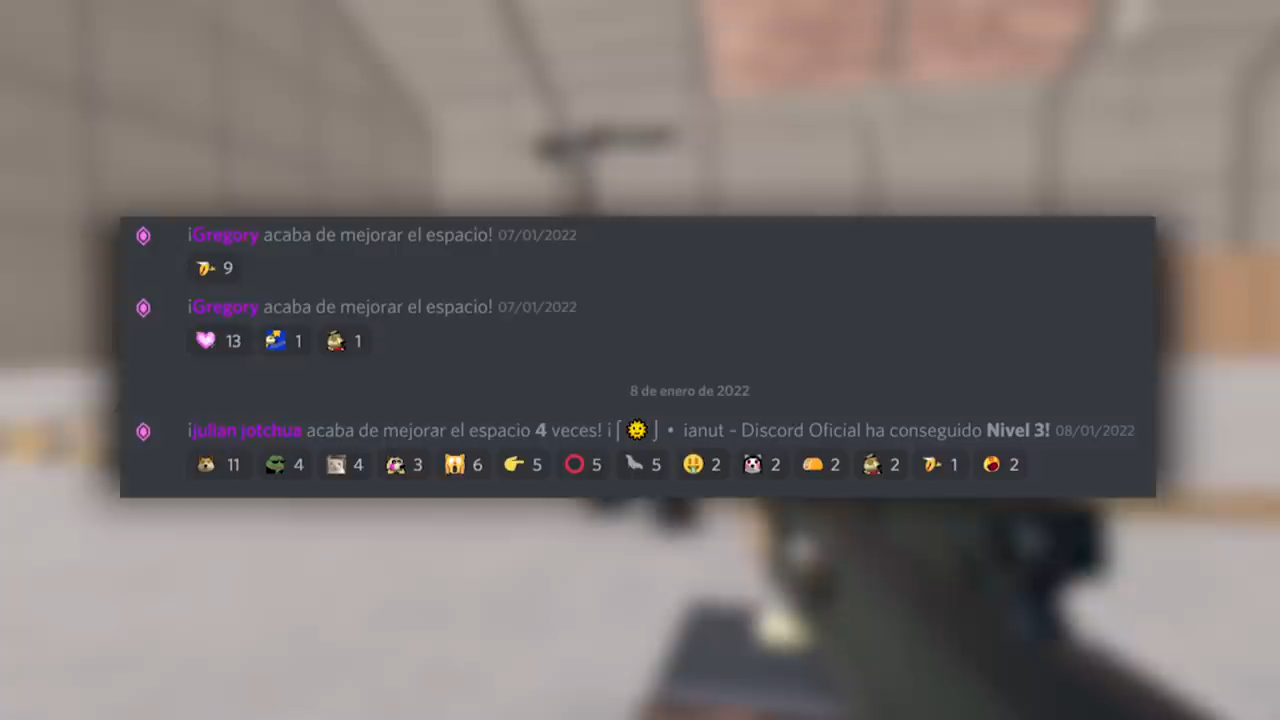 ¡Gregory acaba de mejorar el espacio! 07/01/2022
9
¡Gregory acaba de mejorar el espacio! 07/01/2022
13 1 1
8 de enero de 2022
¡julian jotchua acaba de mejorar el espacio 4 veces! ¡⌈🌞⌋ • ianut - Discord Oficial ha conseguido Nivel 3! 08/01/2022
11 4 4 3 6 5 5 5 2 2 2 2 1 2